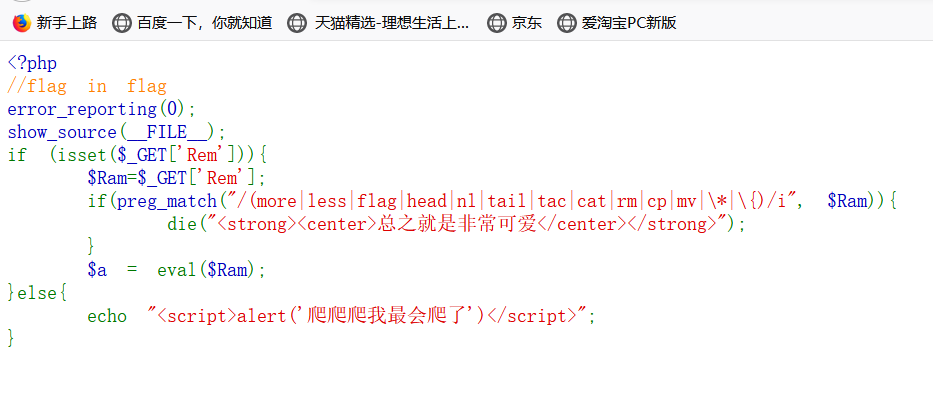 新手上路 百度一下，你就知道 天猫精选-理想生活上... 京东 爱淘宝PC新版
<?php
//flag in flag
error_reporting(0);
show_source(__FILE__);
if (isset($_GET['Rem'])){
$Ram=$_GET['Rem'];
if(preg_match("/(more|less|flag|head|nl|tail|tac|cat|rm|cp|mv|\*|\{)/i", $Ram)){
die("<strong><center>总之就是非常可爱</center></strong>");
}
$a = eval($Ram);
}else{
echo "<script>alert('爬爬爬我最会爬了')</script>";
}